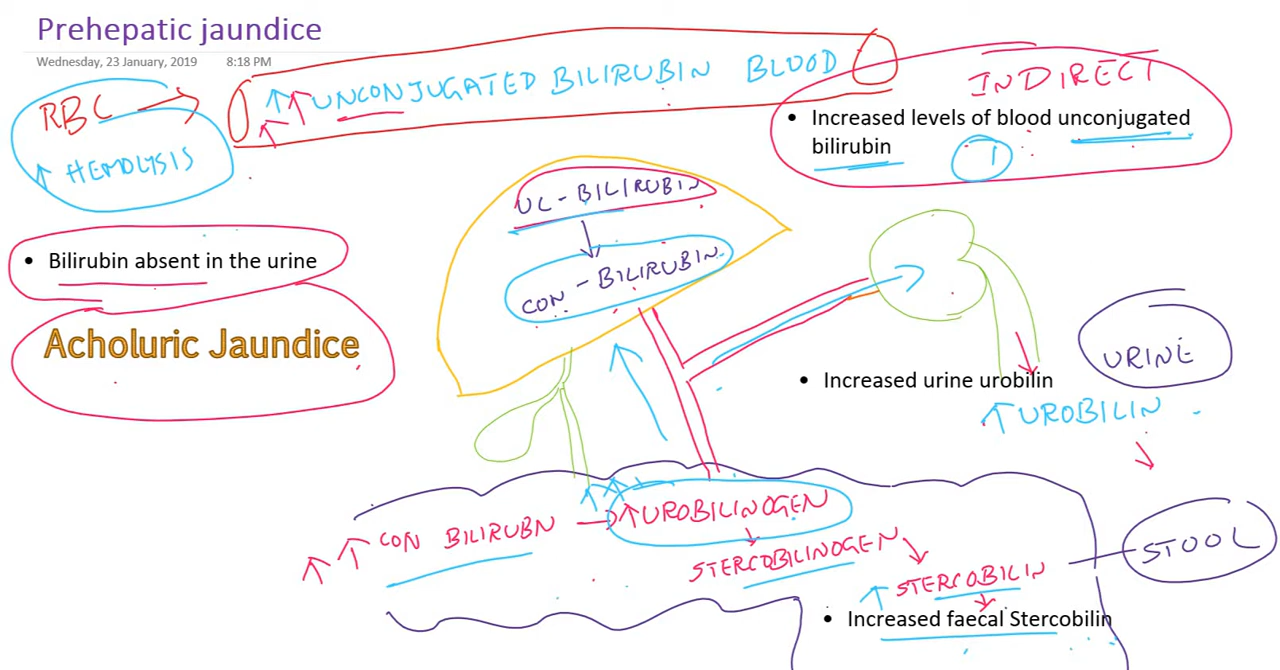 Prehepatic jaundice
Wednesday, 23 January, 2019 8:18 PM
RBC →
↑ HEMOLYSIS
↑↑ UNCONJUGATED BILIRUBIN BLOOD
INDIRECT
• Increased levels of blood unconjugated
bilirubin
↑
UC-BILIRUBIN
CON-BILIRUBIN
• Bilirubin absent in the urine
Acholuric Jaundice
URINE
• Increased urine urobilin
↑ UROBILIN
↑↑ CON BILIRUBN → ↑UROBILINOGEN
STERCOBILINOGEN
↑ STERCOBILIN
STOOL
• Increased faecal Stercobilin